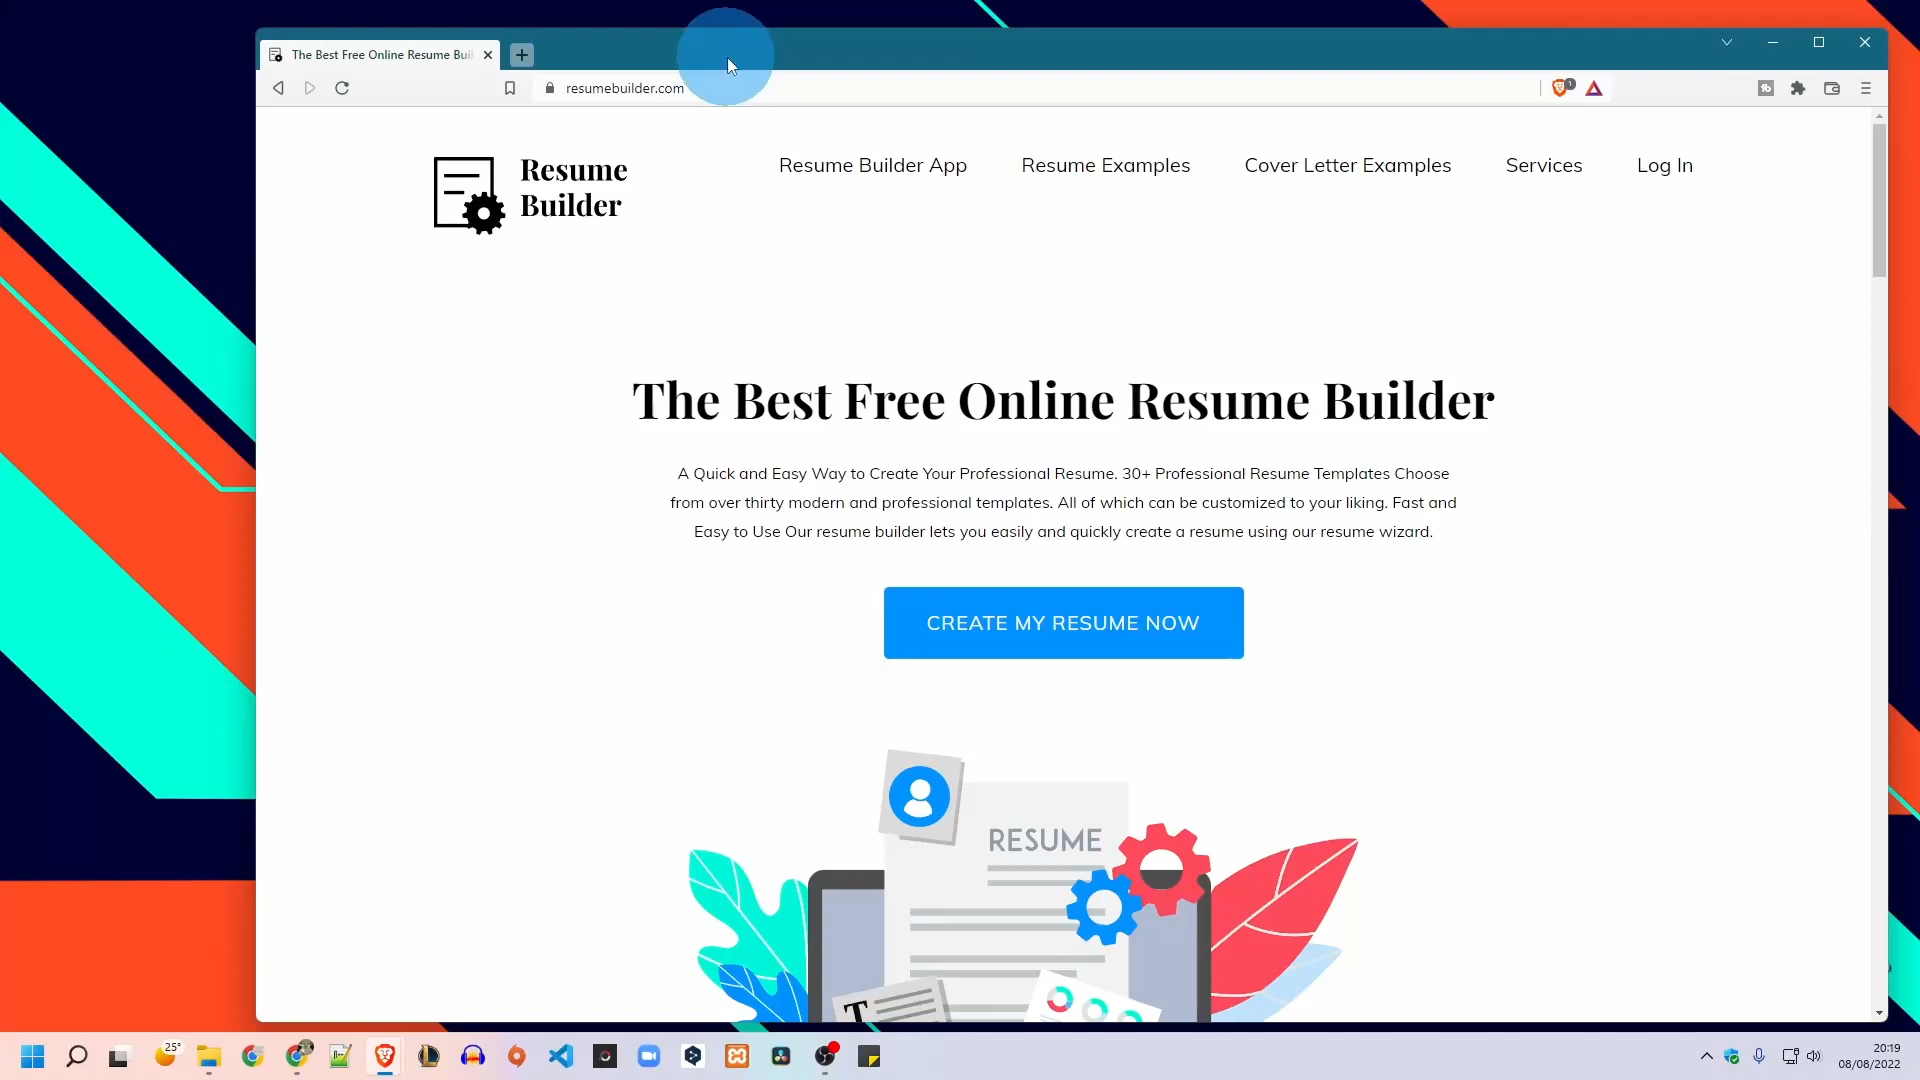 The Best Free Online Resume Buil
resumebuilder.com
1
Resume
Builder
Resume Builder App
Resume Examples
Cover Letter Examples
Services
Log In
The Best Free Online Resume Builder
A Quick and Easy Way to Create Your Professional Resume. 30+ Professional Resume Templates Choose
from over thirty modern and professional templates. All of which can be customized to your liking. Fast and
Easy to Use Our resume builder lets you easily and quickly create a resume using our resume wizard.
CREATE MY RESUME NOW
RESUME
T
25°
20:19
08/08/2022